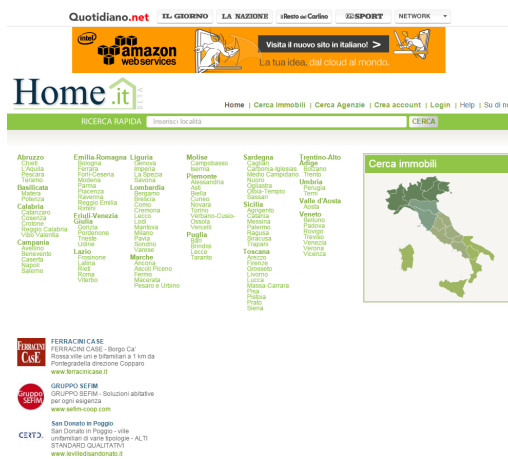 Quotidiano.net IL GIORNO LA NAZIONE il Resto del Carlino QS SPORT NETWORK
intel
amazon
web services
Visita il nuovo sito in italiano! >
La tua idea, dal cloud al mondo.
Home.it
BETA
Home | Cerca Immobili | Cerca Agenzie | Crea account | Login | Help | Su di no
RICERCA RAPIDA Inserisci località CERCA
Abruzzo
Chieti
L'Aquila
Pescara
Teramo
Basilicata
Matera
Potenza
Calabria
Catanzaro
Cosenza
Crotone
Reggio Calabria
Vibo Valentia
Campania
Avellino
Benevento
Caserta
Napoli
Salerno
Emilia-Romagna
Bologna
Ferrara
Forlì-Cesena
Modena
Parma
Piacenza
Ravenna
Reggio Emilia
Rimini
Friuli-Venezia
Giulia
Gorizia
Pordenone
Trieste
Udine
Lazio
Frosinone
Latina
Rieti
Roma
Viterbo
Liguria
Genova
Imperia
La Spezia
Savona
Lombardia
Bergamo
Brescia
Como
Cremona
Lecco
Lodi
Mantova
Milano
Pavia
Sondrio
Varese
Marche
Ancona
Ascoli Piceno
Fermo
Macerata
Pesaro e Urbino
Molise
Campobasso
Isernia
Piemonte
Alessandria
Asti
Biella
Cuneo
Novara
Torino
Verbano-Cusio-
Ossola
Vercelli
Puglia
Bari
Brindisi
Lecce
Taranto
Sardegna
Cagliari
Carbonia-Iglesias
Medio Campidano
Nuoro
Ogliastra
Olbia-Tempio
Sassari
Sicilia
Agrigento
Catania
Messina
Palermo
Ragusa
Siracusa
Trapani
Toscana
Arezzo
Firenze
Grosseto
Livorno
Lucca
Massa-Carrara
Pisa
Pistoia
Prato
Siena
Trentino-Alto
Adige
Bolzano
Trento
Umbria
Perugia
Terni
Valle d'Aosta
Aosta
Veneto
Belluno
Padova
Rovigo
Treviso
Venezia
Verona
Vicenza
Cerca immobili
FERRACINI
CASE
FERRACINI CASE
FERRACINI CASE - Borgo Ca'
Rossa:ville uni e bifamiliari a 1 km da
Pontegradella direzione Copparo
www.ferracinicase.it
Gruppo
SEFIM
GRUPPO SEFIM
GRUPPO SEFIM - Soluzioni abitative
per ogni esigenza
www.sefim-coop.com
CERTO.
San Donato in Poggio
San Donato in Poggio - ville
unifamiliari di varie tipologie - ALTI
STANDARD QUALITATIVI
www.levilledisandonato.it